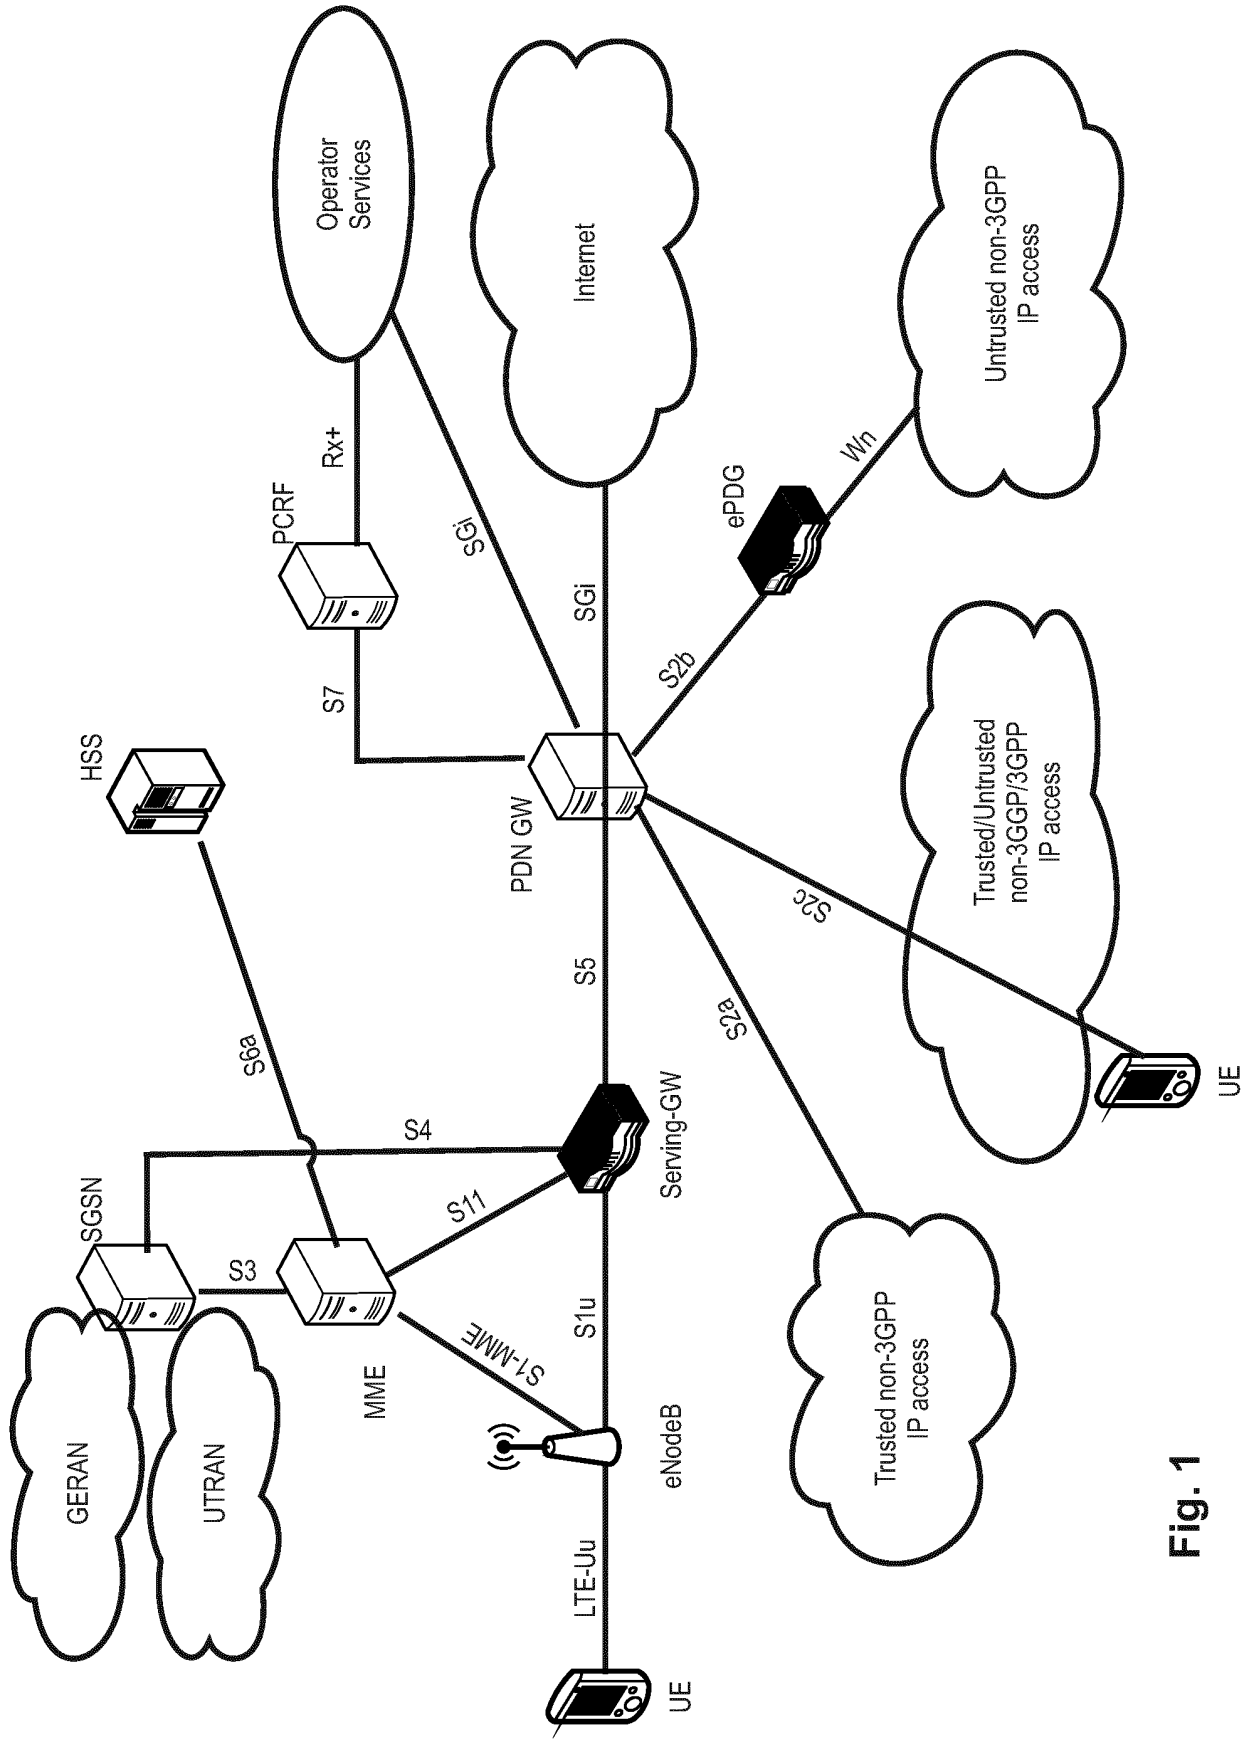 GERAN
UTRAN
SGSN
HSS
S3
S6a
S4
MME
S11
S1-MME
PCRF
S7
Rx+
Operator
Services
SGi
UE
LTE-Uu
eNodeB
S1u
Serving-GW
S5
PDN GW
SGi
Internet
S2a
S2c
S2b
ePDG
Wn
Trusted non-3GPP
IP access
Trusted/Untrusted
non-3GGP/3GPP
IP access
Untrusted non-3GPP
IP access
UE
Fig. 1